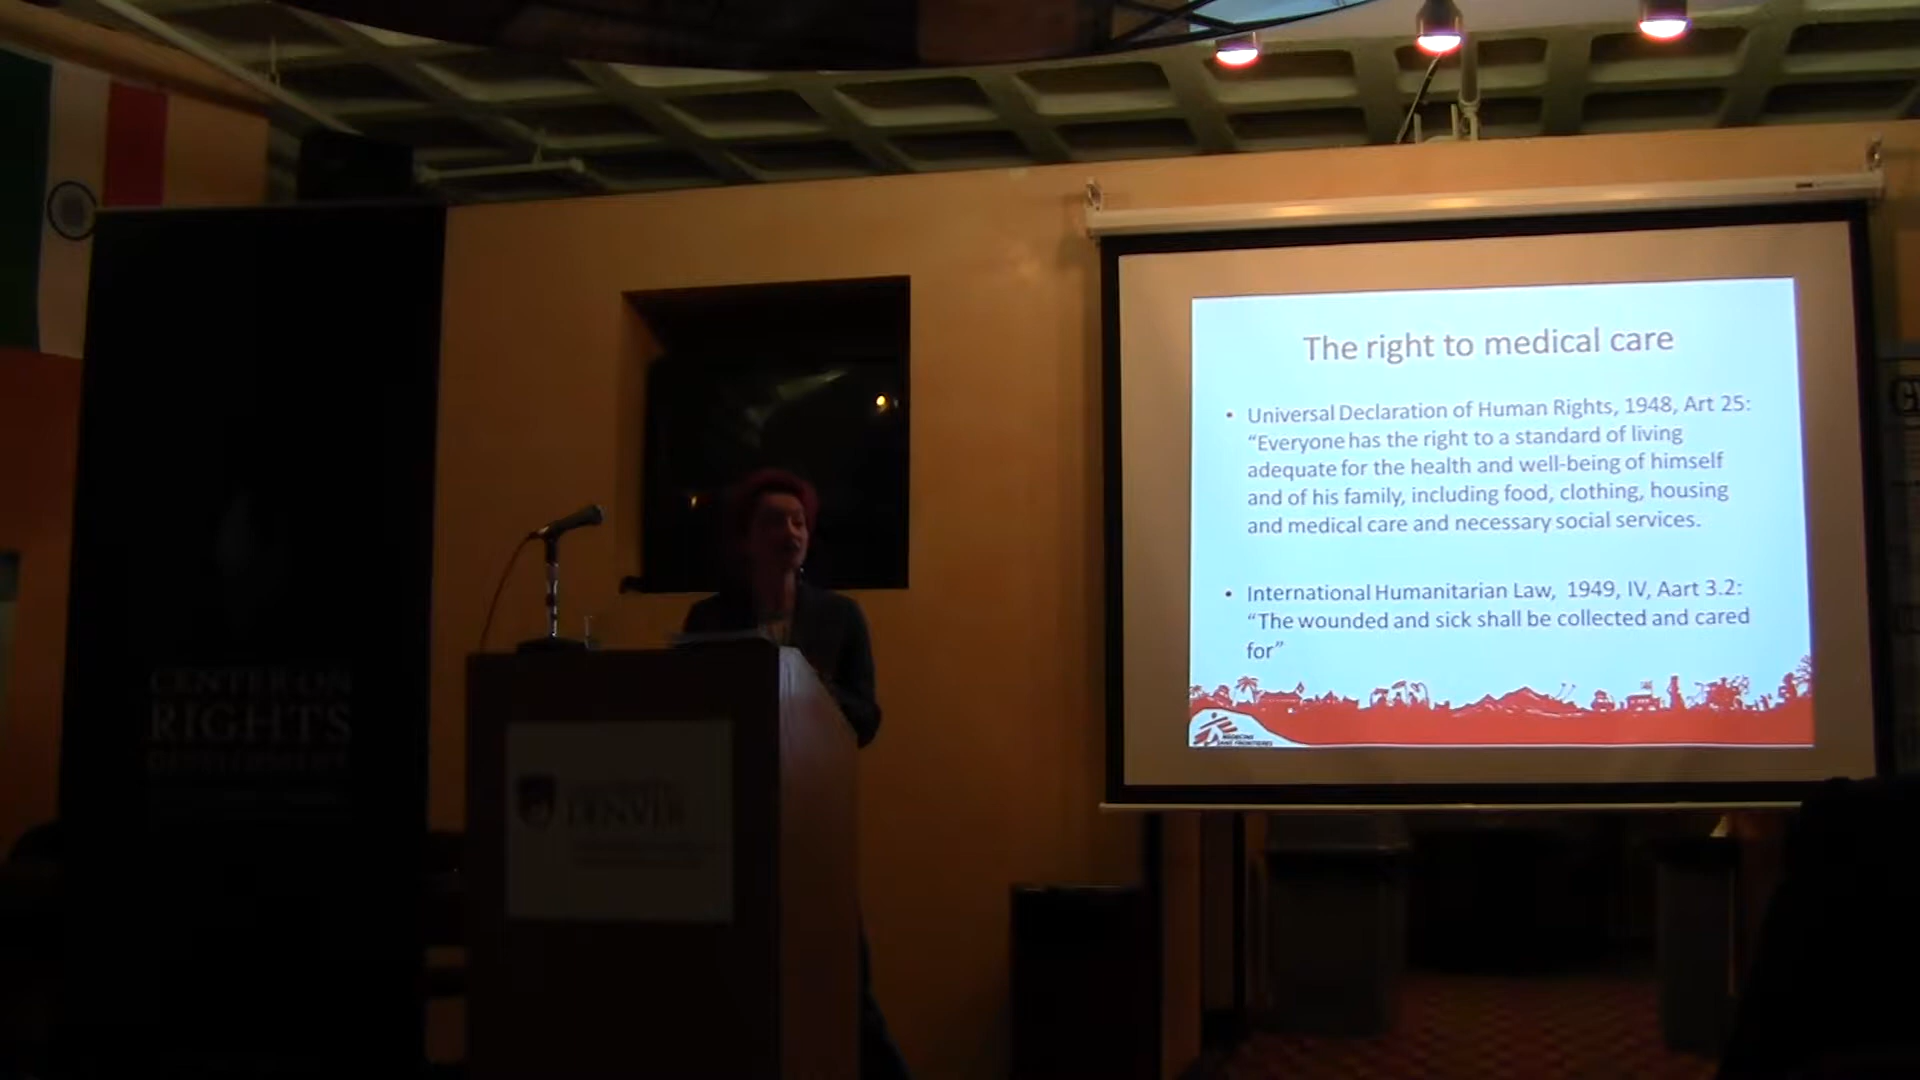 The right to medical care
• Universal Declaration of Human Rights, 1948, Art 25:
“Everyone has the right to a standard of living
adequate for the health and well-being of himself
and of his family, including food, clothing, housing
and medical care and necessary social services.
• International Humanitarian Law, 1949, IV, Aart 3.2:
“The wounded and sick shall be collected and cared
for”
MEDECINS
SANS FRONTIERES
CENTER ON
RIGHTS
DENVER